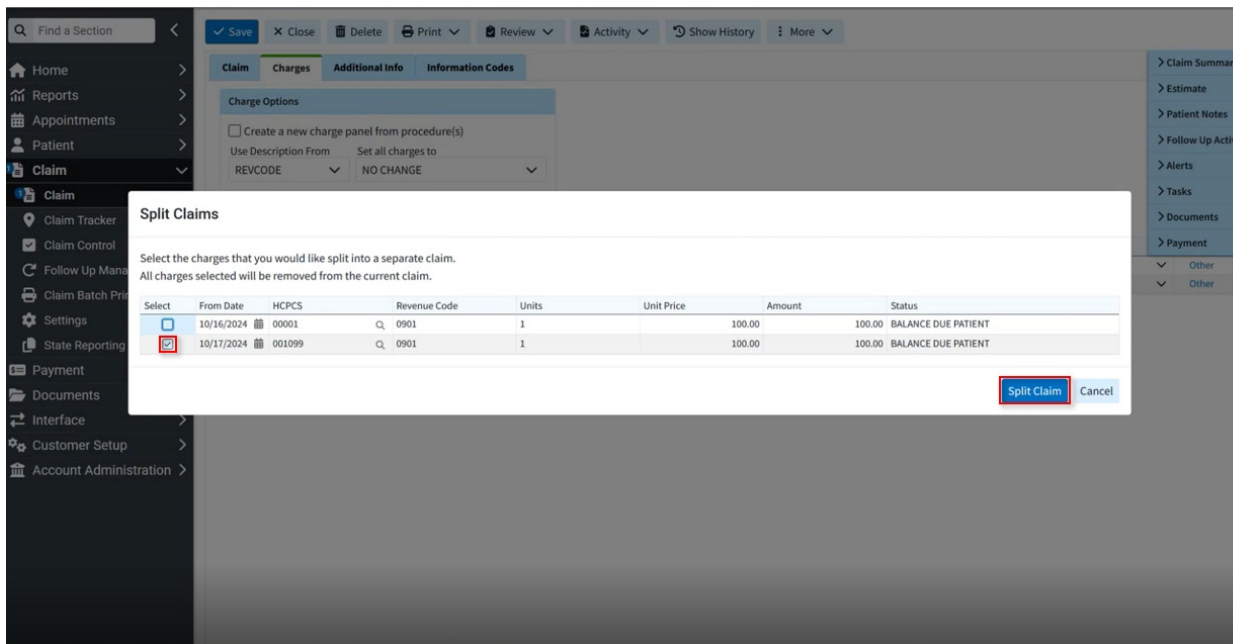 Find a Section
Save
Close
Delete
Print
Review
Activity
Show History
More
Home
Reports
Appointments
Patient
Claim
Claim
Claim Tracker
Claim Control
Follow Up Mana
Claim Batch Prin
Settings
State Reporting
Payment
Documents
Interface
Customer Setup
Account Administration
Claim Charges Additional Info Information Codes
Charge Options
Create a new charge panel from procedure(s)
Use Description From Set all charges to
REVCODE NO CHANGE
Claim Summar
Estimate
Patient Notes
Follow Up Acti
Alerts
Tasks
Documents
Payment
Other
Other
Split Claims
Select the charges that you would like split into a separate claim.
All charges selected will be removed from the current claim.
Select From Date HCPCS Revenue Code Units Unit Price Amount Status
10/16/2024 00001 0901 1 100.00 100.00 BALANCE DUE PATIENT
10/17/2024 001099 0901 1 100.00 100.00 BALANCE DUE PATIENT
Split Claim Cancel